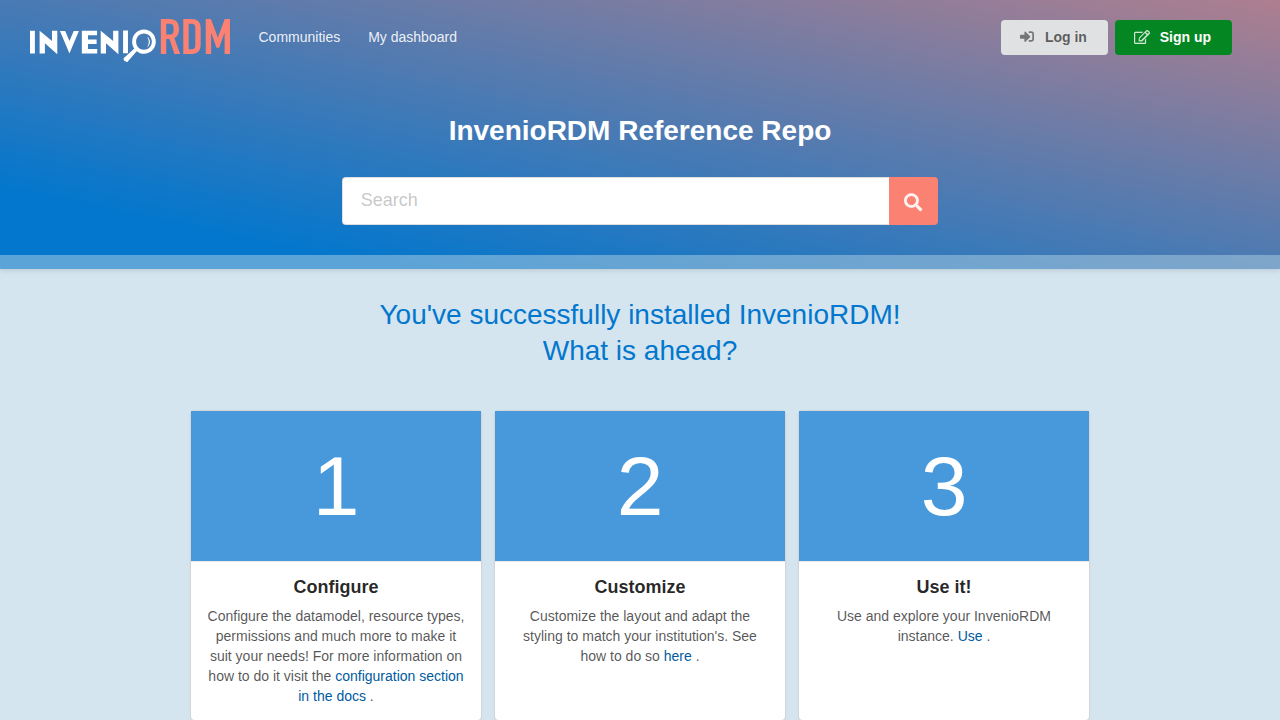 INVENIO RDM Communities My dashboard Log in Sign up
InvenioRDM Reference Repo
Search
You've successfully installed InvenioRDM!
What is ahead?
1
Configure
Configure the datamodel, resource types,
permissions and much more to make it
suit your needs! For more information on
how to do it visit the configuration section
in the docs .
2
Customize
Customize the layout and adapt the
styling to match your institution's. See
how to do so here .
3
Use it!
Use and explore your InvenioRDM
instance. Use .